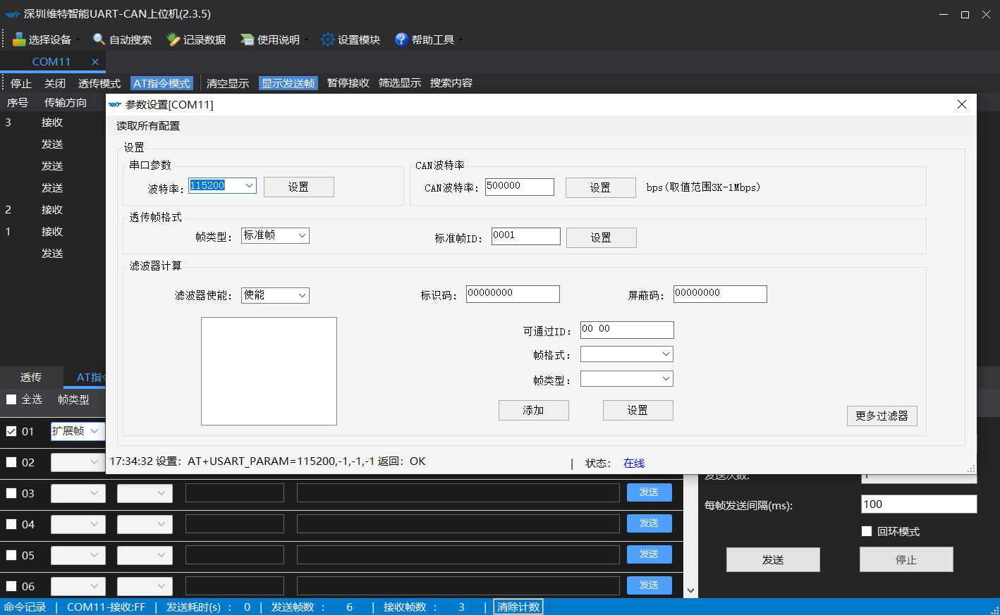 深圳维特智能UART-CAN上位机(2.3.5)
选择设备 自动搜索 记录数据 使用说明 设置模块 帮助工具
COM11
停止 关闭 透传模式 AT指令模式 清空显示 显示发送帧 暂停接收 筛选显示 搜索内容
序号 传输方向
3 接收
发送
发送
发送
2 接收
1 接收
发送
参数设置[COM11]
读取所有配置
设置
串口参数 CAN波特率
波特率: 115200 设置 CAN波特率: 500000 设置 bps(取值范围3K-1Mbps)
透传帧格式
帧类型: 标准帧 标准帧ID: 0001 设置
滤波器计算
滤波器使能: 使能 标识码: 00000000 屏蔽码: 00000000
可通过ID: 00 00
帧格式:
帧类型:
添加 设置 更多过滤器
17:34:32 设置: AT+USART_PARAM=115200,-1,-1,-1 返回: OK | 状态: 在线
透传 AT指令
全选 帧类型
01 扩展帧
02
发送次数: 1
03 发送
每帧发送间隔(ms): 100
04 发送
回环模式
05 发送
发送 停止
06 发送
命令记录 | COM11-接收:FF | 发送耗时(s) : 0 | 发送帧数 : 6 | 接收帧数 : 3 | 清除计数